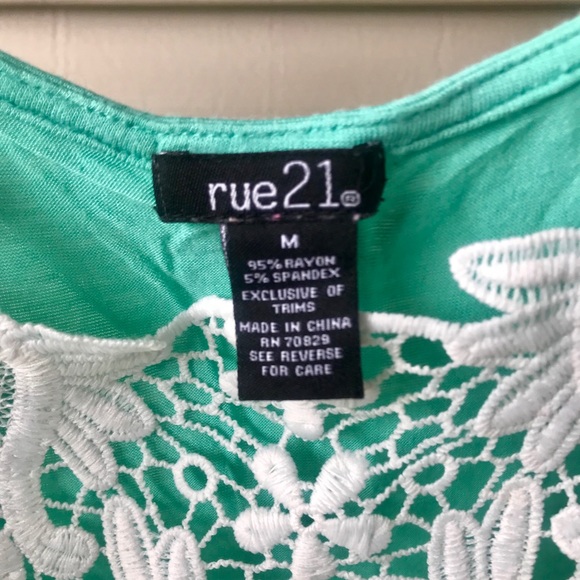 rue21®
M
95% RAYON
5% SPANDEX
EXCLUSIVE OF
TRIMS
MADE IN CHINA
RN 70829
SEE REVERSE
FOR CARE